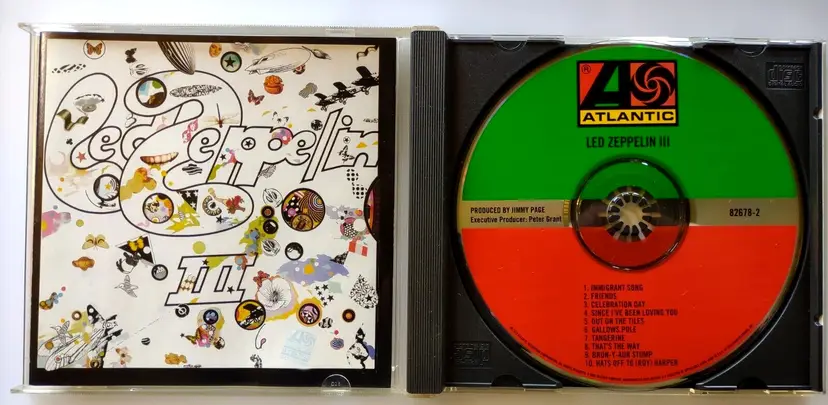 Led Zeppelin
III
ATLANTIC
®
LED ZEPPELIN III
PRODUCED BY JIMMY PAGE
Executive Producer: Peter Grant
82678-2
1. IMMIGRANT SONG
2. FRIENDS
3. CELEBRATION DAY
4. SINCE I'VE BEEN LOVING YOU
5. OUT ON THE TILES
6. GALLOWS POLE
7. TANGERINE
8. THAT'S THE WAY
9. BRON-Y-AUR STOMP
10. HATS OFF TO (ROY) HARPER